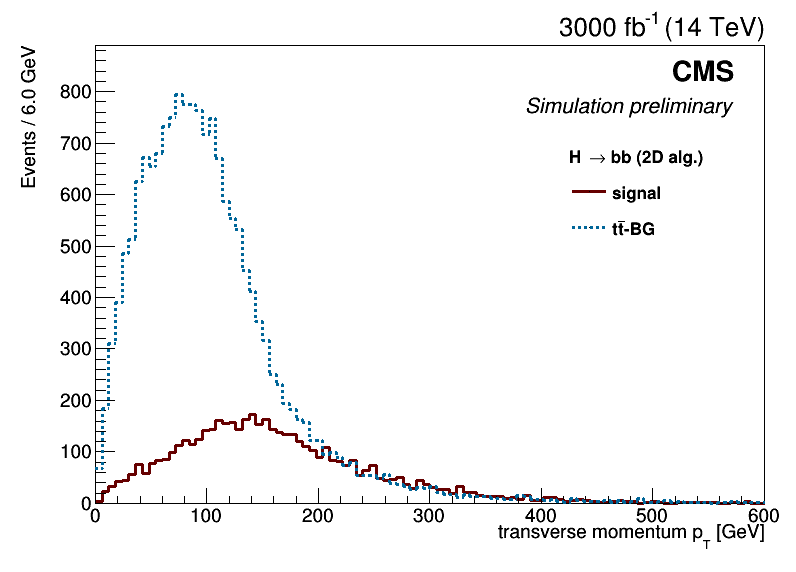 3000 fb⁻¹ (14 TeV)
CMS
Simulation preliminary
H → bb (2D alg.)
signal
tt̄-BG
Events / 6.0 GeV
800
700
600
500
400
300
200
100
0
0 100 200 300 400 500 600
transverse momentum p_T [GeV]